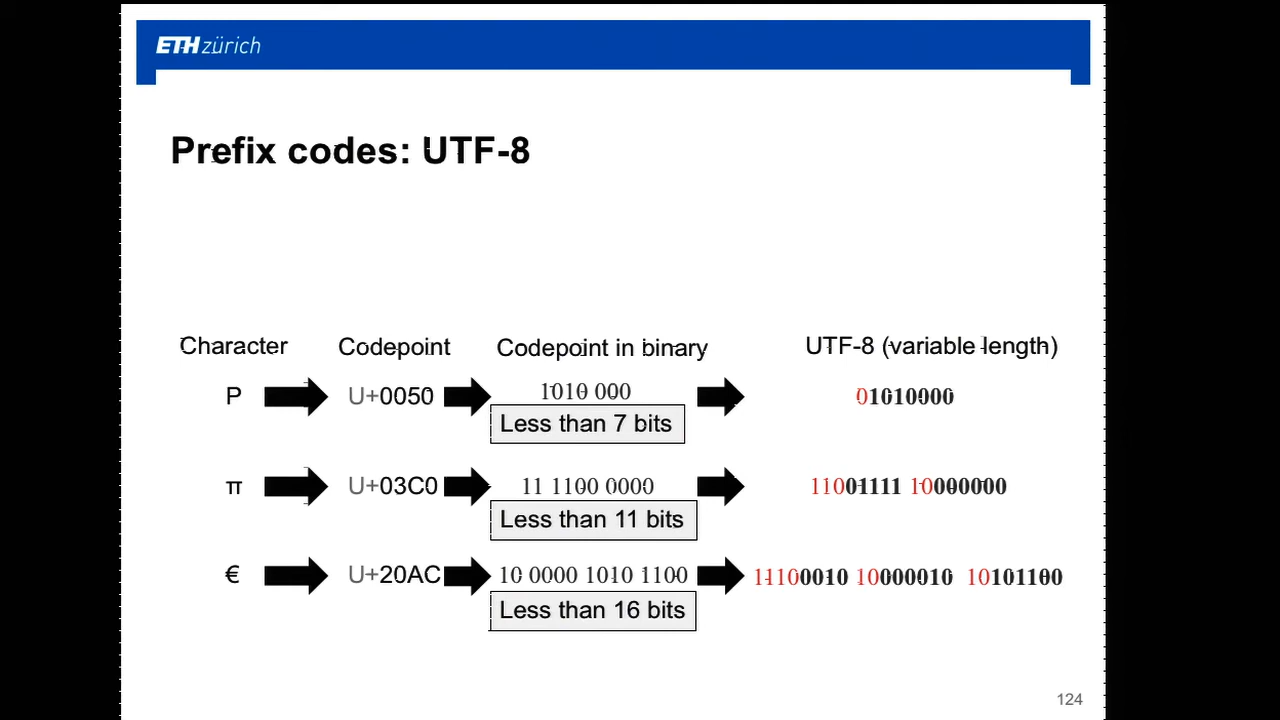 ETH zürich
Prefix codes: UTF-8
Character Codepoint Codepoint in binary UTF-8 (variable length)
P U+0050 1010 000 01010000
Less than 7 bits
π U+03C0 11 1100 0000 11001111 10000000
Less than 11 bits
€ U+20AC 10 0000 1010 1100 11100010 10000010 10101100
Less than 16 bits
124